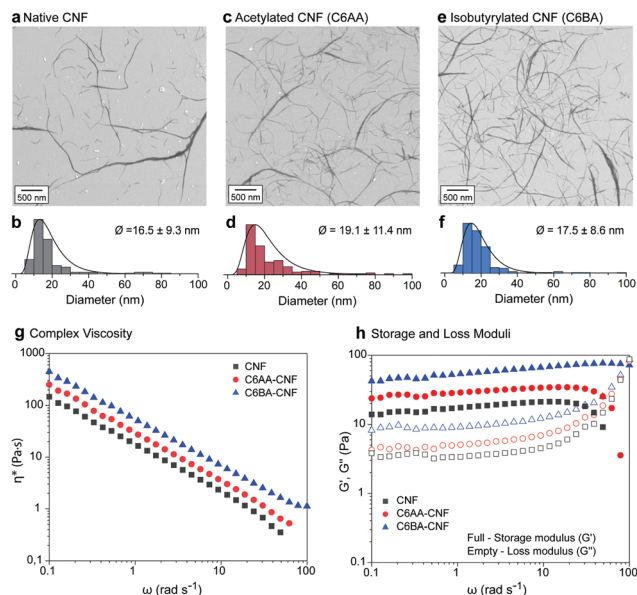 a Native CNF
c Acetylated CNF (C6AA)
e Isobutyrylated CNF (C6BA)
500 nm
500 nm
500 nm
b
Ø =16.5 ± 9.3 nm
0 20 40 60 80 100
Diameter (nm)
d
Ø = 19.1 ± 11.4 nm
0 20 40 60 80 100
Diameter (nm)
f
Ø = 17.5 ± 8.6 nm
0 20 40 60 80 100
Diameter (nm)
g Complex Viscosity
1000
100
10
1
0,1
η* (Pa·s)
CNF
C6AA-CNF
C6BA-CNF
0.1 1 10 100
ω (rad s⁻¹)
h Storage and Loss Moduli
100
10
1
0,1
G', G" (Pa)
CNF
C6AA-CNF
C6BA-CNF
Full - Storage modulus (G')
Empty - Loss modulus (G")
0.1 1 10 100
ω (rad s⁻¹)